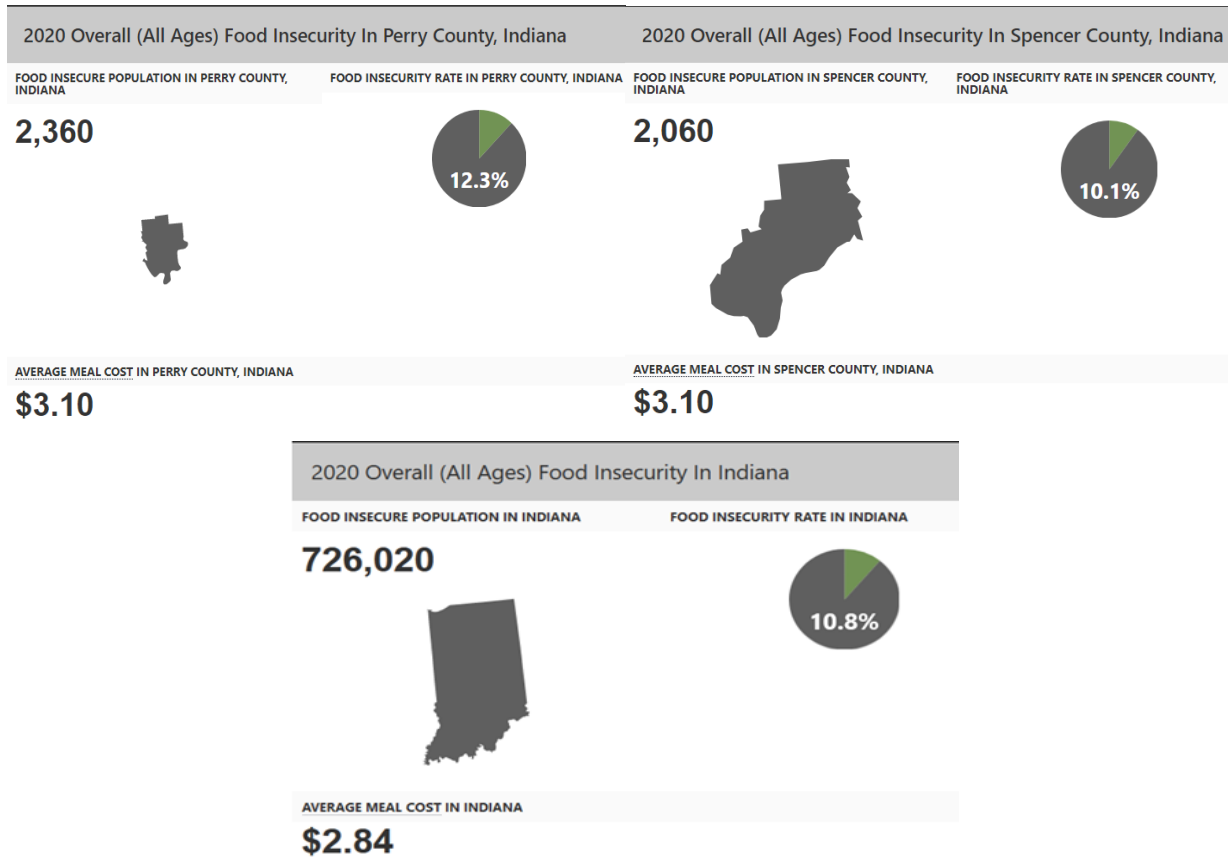 2020 Overall (All Ages) Food Insecurity In Perry County, Indiana
FOOD INSECURE POPULATION IN PERRY COUNTY,
INDIANA
FOOD INSECURITY RATE IN PERRY COUNTY, INDIANA
2,360
12.3%
AVERAGE MEAL COST IN PERRY COUNTY, INDIANA
$3.10
2020 Overall (All Ages) Food Insecurity In Spencer County, Indiana
FOOD INSECURE POPULATION IN SPENCER COUNTY,
INDIANA
FOOD INSECURITY RATE IN SPENCER COUNTY,
INDIANA
2,060
10.1%
AVERAGE MEAL COST IN SPENCER COUNTY, INDIANA
$3.10
2020 Overall (All Ages) Food Insecurity In Indiana
FOOD INSECURE POPULATION IN INDIANA
FOOD INSECURITY RATE IN INDIANA
726,020
10.8%
AVERAGE MEAL COST IN INDIANA
$2.84